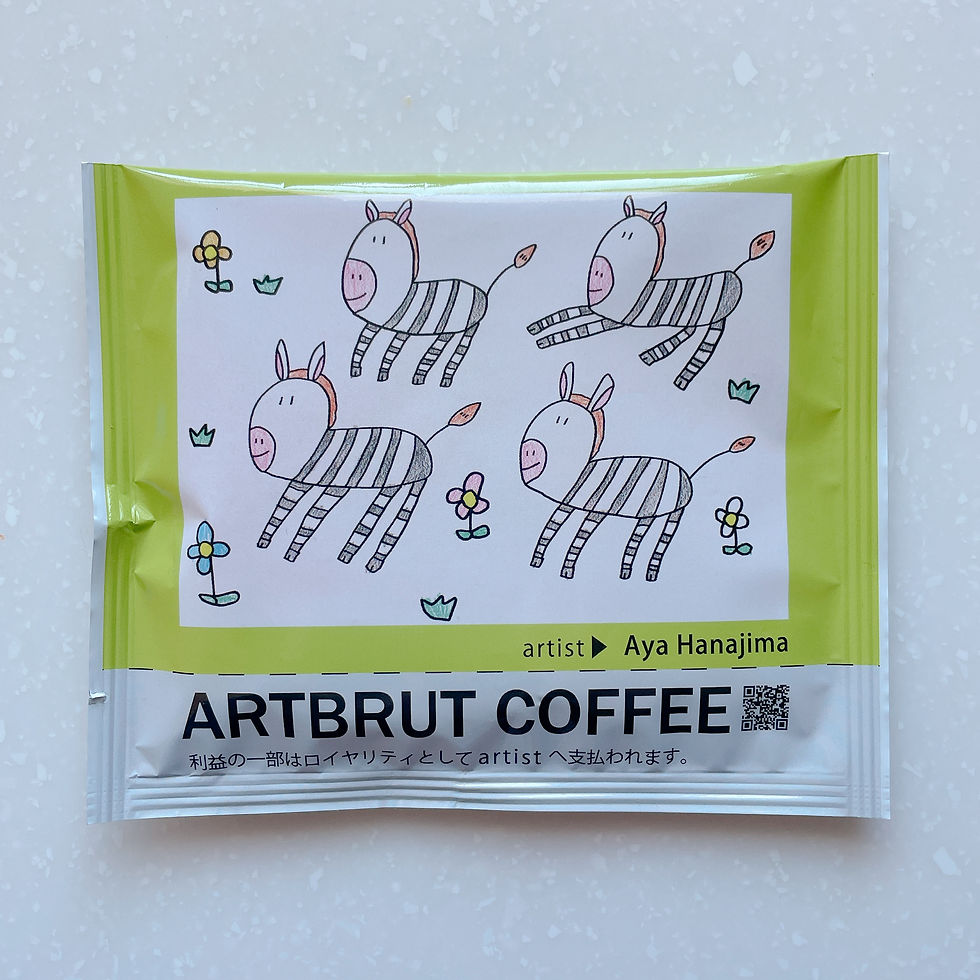 artist▶ Aya Hanajima
ARTBRUT COFFEE
利益の一部はロイヤリティとしてartistへ支払われます。